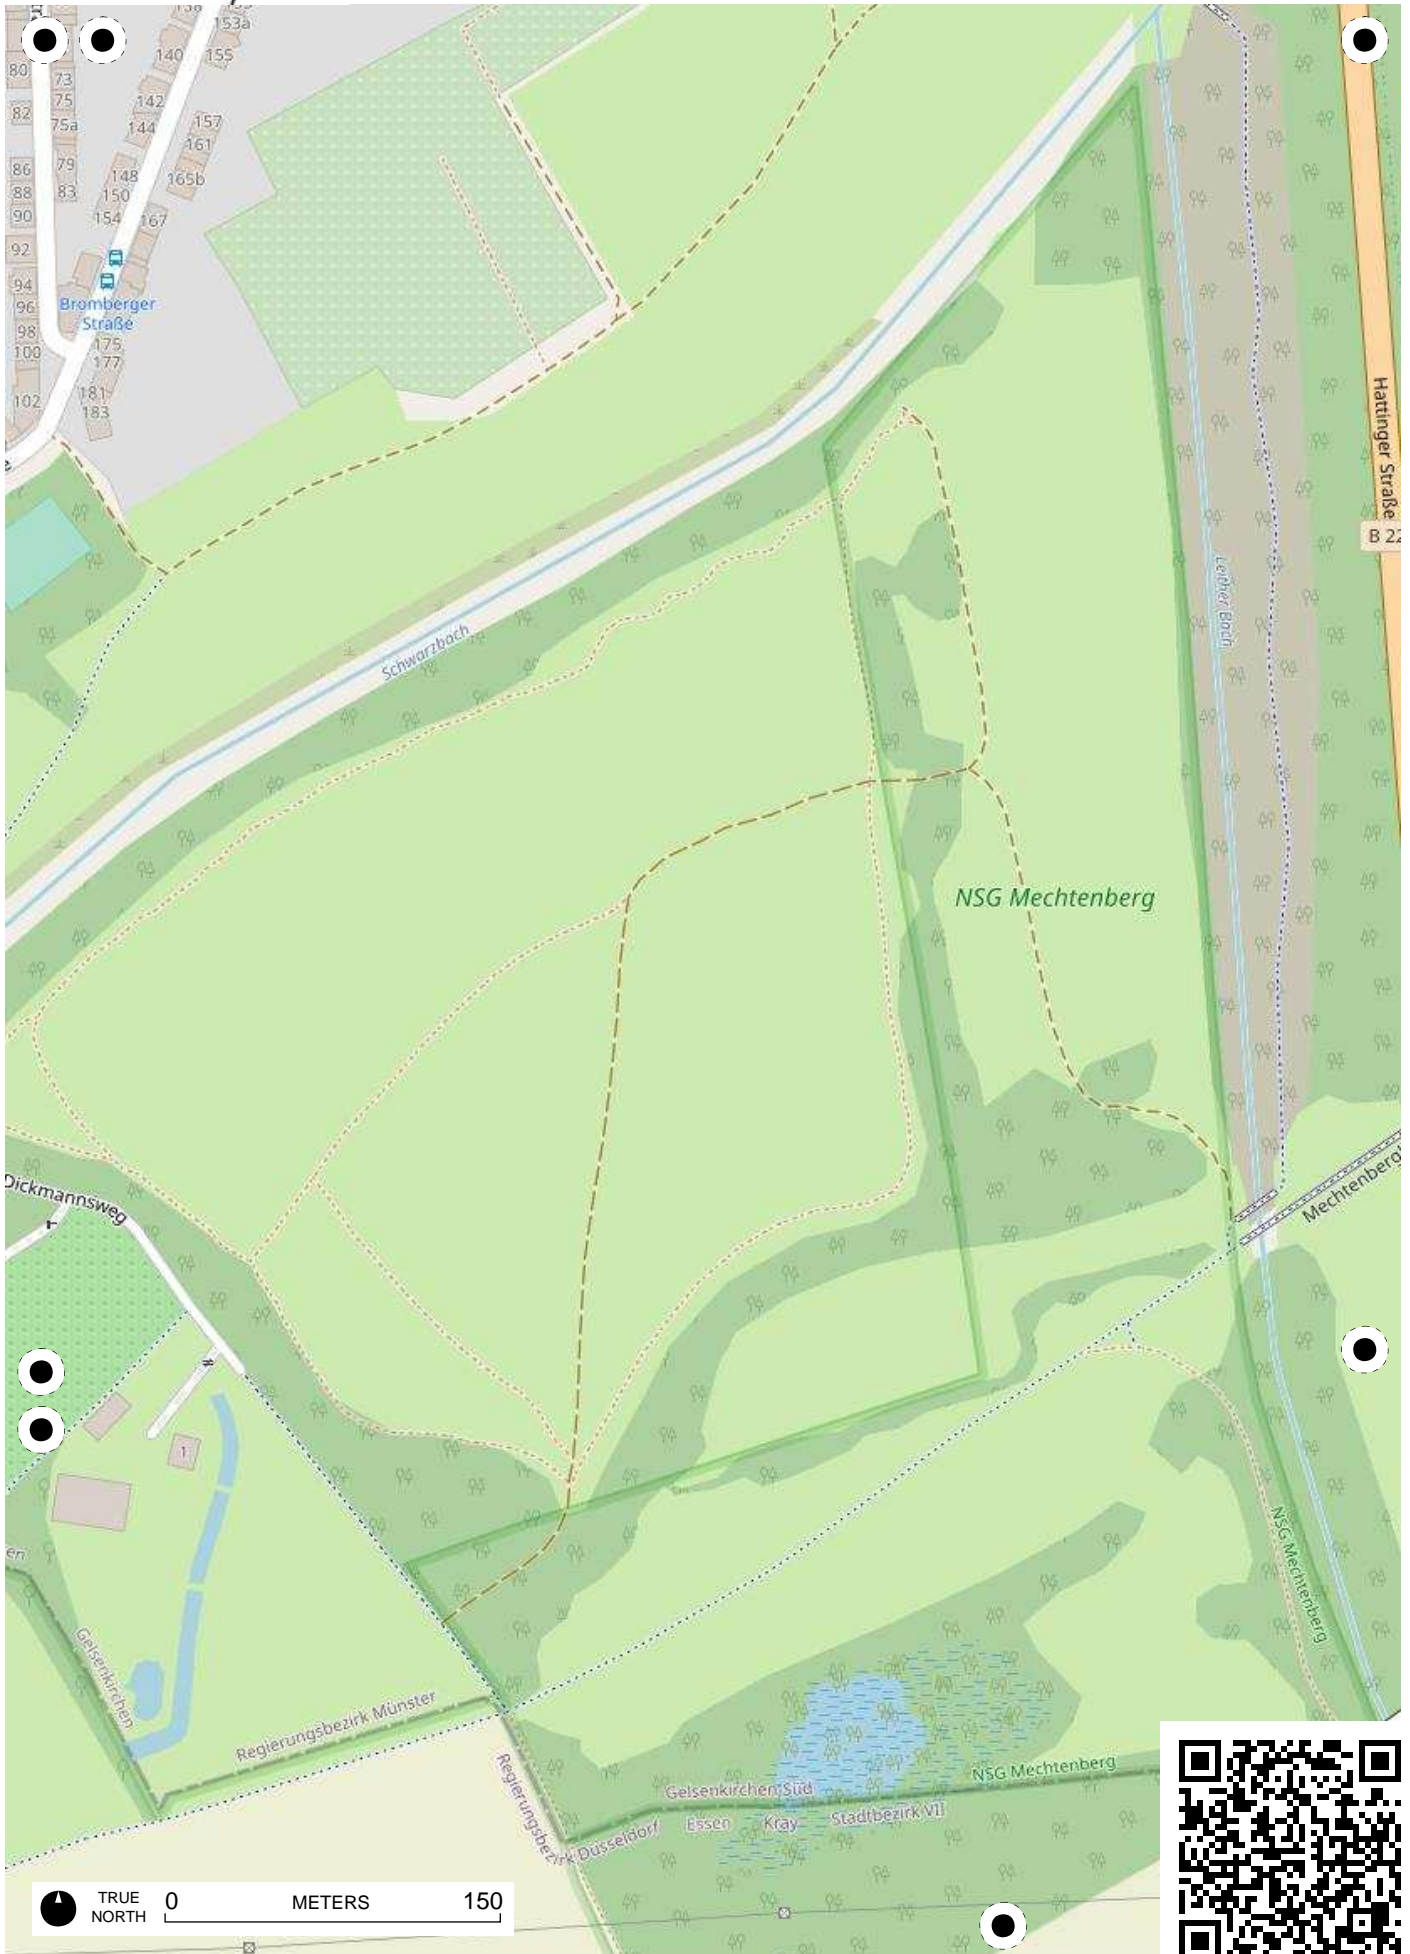 153a
140
155
80
73
75
142
82
75a
144
157
161
86
79
148
165b
88
83
150
90
154
167
92
94
Bromberger
Straße
96
98
175
100
177
181
102
183
Hattinger Straße
B 22
Leither Bach
Schwarzbach
NSG Mechtenberg
Dickmannsweg
Mechtenberg
1
NSG Mechtenberg
Gelsenkirchen
Regierungsbezirk Münster
Regierungsbezirk Düsseldorf
NSG Mechtenberg
Gelsenkirchen Süd
Essen Kray Stadtbezirk VII
TRUE
NORTH
0 METERS 150